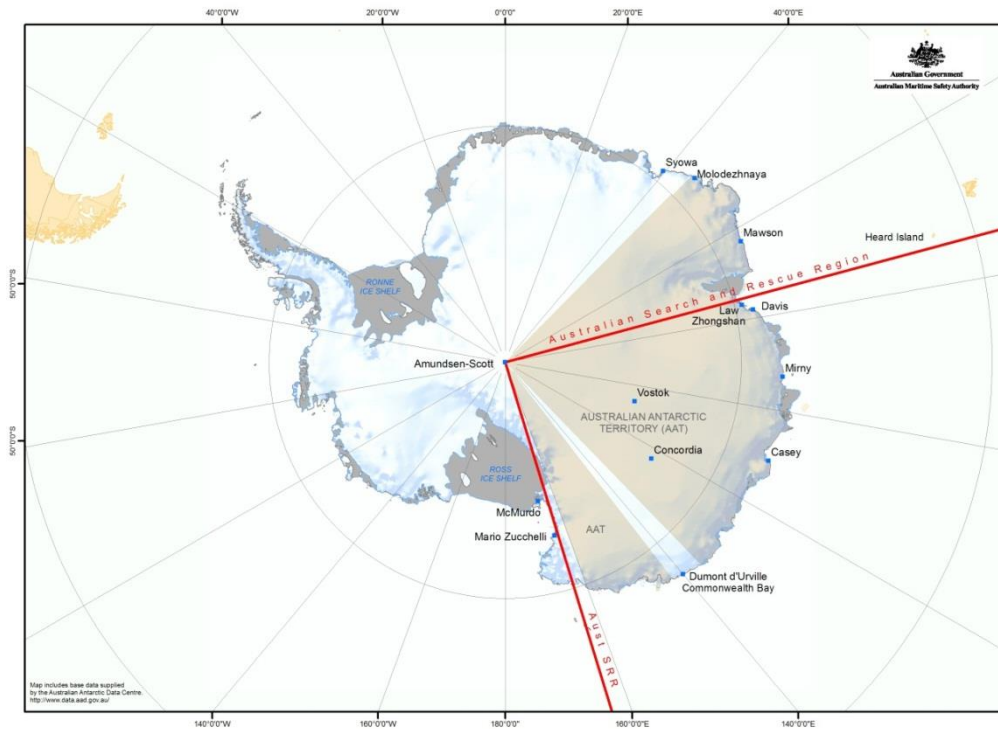 40°0'0"W
20°0'0"W
0°0'0"
20°0'0"E
40°0'0"E
Australian Government
Australian Maritime Safety Authority
Syowa
Molodezhnaya
Mawson
Heard Island
Australian Search and Rescue Region
RONNE
ICE SHELF
50°0'0"S
Law
Davis
Zhongshan
Amundsen-Scott
Mirny
Vostok
AUSTRALIAN ANTARCTIC
TERRITORY (AAT)
50°0'0"S
Concordia
Casey
ROSS
ICE SHELF
McMurdo
AAT
Mario Zucchelli
Dumont d'Urville
Commonwealth Bay
Aust SRR
Map includes base data supplied
by the Australian Antarctic Data Centre.
http://www.data.aad.gov.au/
140°0'0"W
160°0'0"W
180°0'0"
160°0'0"E
140°0'0"E